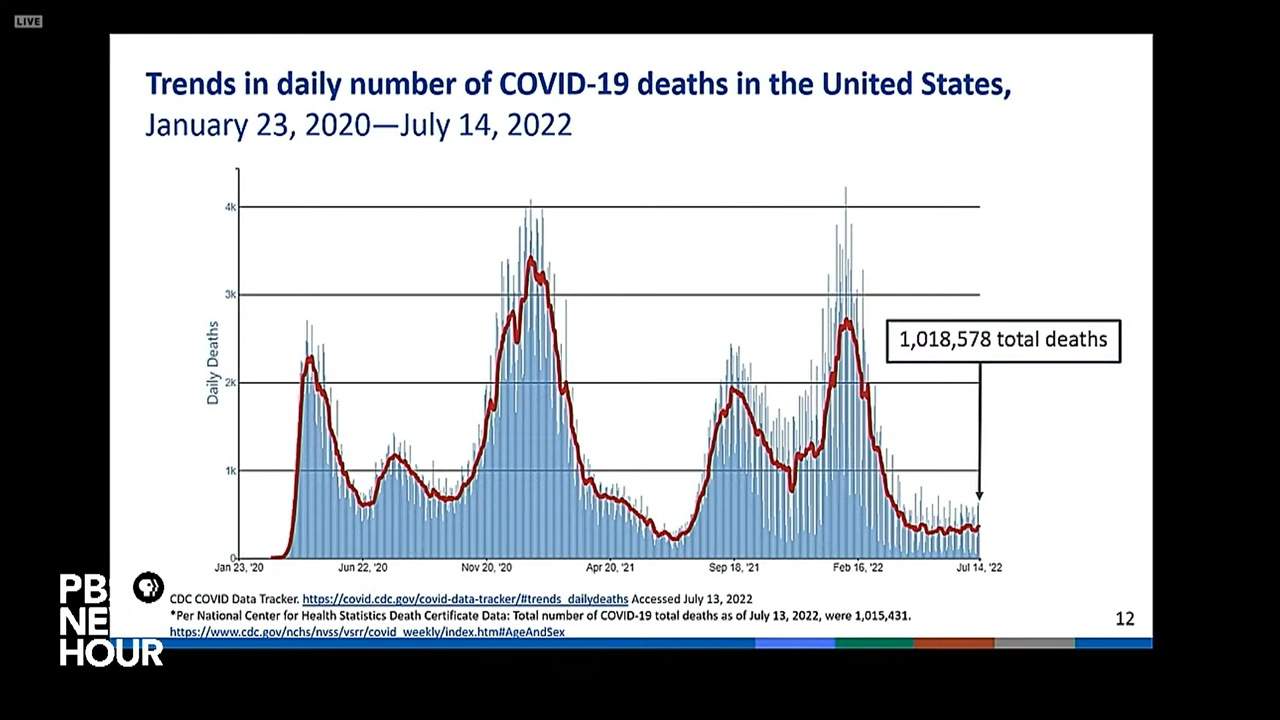 LIVE
Trends in daily number of COVID-19 deaths in the United States,
January 23, 2020—July 14, 2022
4k
3k
2k
1k
0
Daily Deaths
1,018,578 total deaths
Jan 23, '20
Jun 22, '20
Nov 20, '20
Apr 20, '21
Sep 18, '21
Feb 16, '22
Jul 14, '22
CDC COVID Data Tracker. https://covid.cdc.gov/covid-data-tracker/#trends_dailydeaths Accessed July 13, 2022
*Per National Center for Health Statistics Death Certificate Data: Total number of COVID-19 total deaths as of July 13, 2022, were 1,015,431.
https://www.cdc.gov/nchs/nvss/vsrr/covid_weekly/index.htm#AgeAndSex
12
PBS
NEWS
HOUR